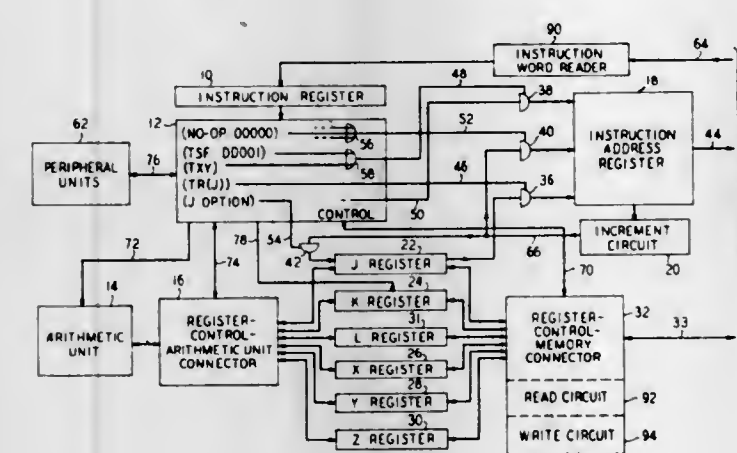 90
INSTRUCTION
WORD READER
64
10
INSTRUCTION REGISTER
48
38
18
12
(NO-OP 00000)
56
52
40
INSTRUCTION
ADDRESS
REGISTER
44
62
PERIPHERAL
UNITS
76
(TSF DD001)
(TXY)
58
46
36
(TR(J))
(J OPTION)
CONTROL
50
54
78
42
66
70
INCREMENT
CIRCUIT
20
72
74
22
J REGISTER
14
16
24
K REGISTER
32
ARITHMETIC
UNIT
REGISTER-
CONTROL-
ARITHMETIC UNIT
CONNECTOR
31
L REGISTER
REGISTER-
CONTROL-
MEMORY
CONNECTOR
33
26
X REGISTER
28
Y REGISTER
READ CIRCUIT
92
30
Z REGISTER
WRITE CIRCUIT
94